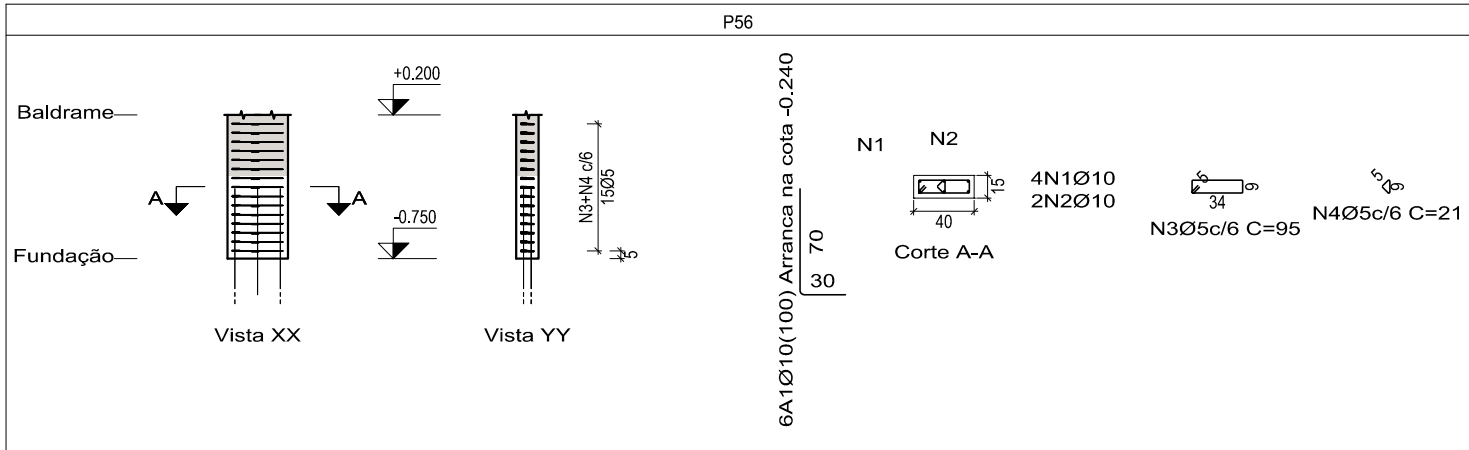 P56
Baldrame
+0.200
A
A
-0.750
Fundação
Vista XX
N3+N4 c/6
15Ø5
5
Vista YY
6A1Ø10(100) Arranca na cota -0.240
70
30
N1
N2
15
40
4N1Ø10
2N2Ø10
Corte A-A
5
9
34
N3Ø5c/6 C=95
5
9
N4Ø5c/6 C=21